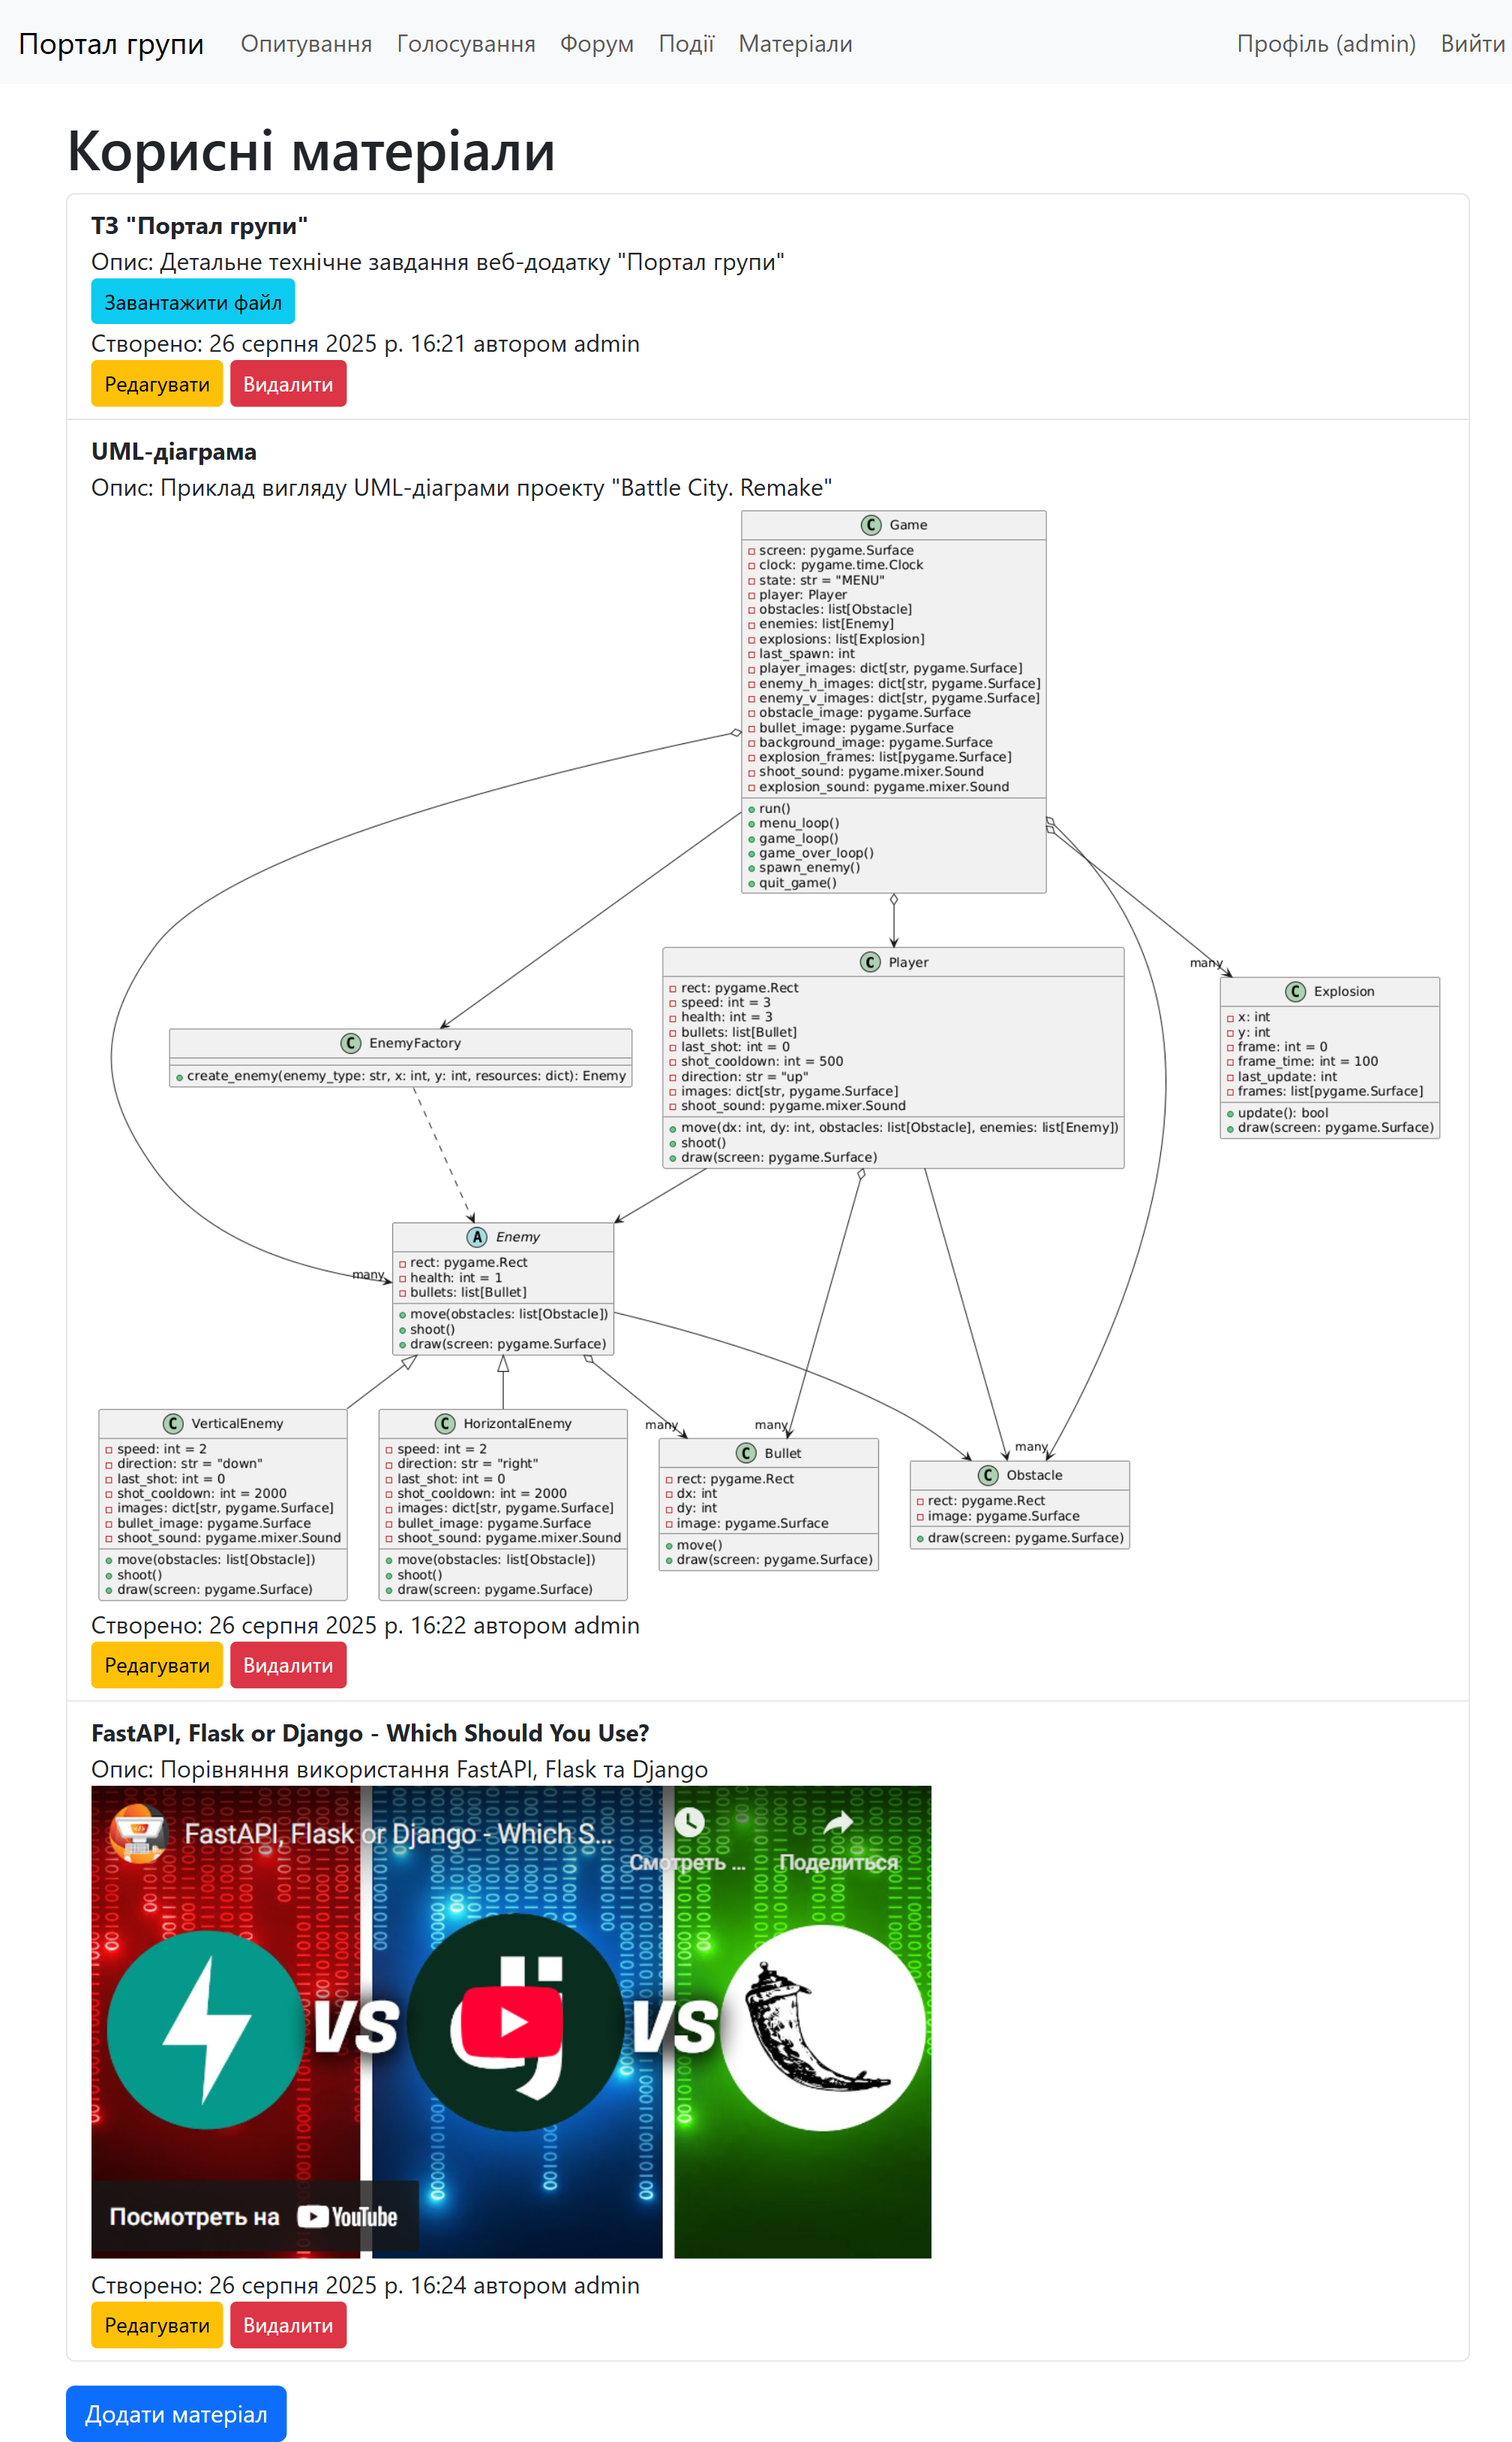 Портал групи Опитування Голосування Форум Події Матеріали Профіль (admin) Вийти
Корисні матеріали
ТЗ "Портал групи"
Опис: Детальне технічне завдання веб-додатку "Портал групи"
Завантажити файл
Створено: 26 серпня 2025 р. 16:21 автором admin
Редагувати Видалити
UML-діаграма
Опис: Приклад вигляду UML-діаграми проекту "Battle City. Remake"
C Game
screen: pygame.Surface
clock: pygame.time.Clock
state: str = "MENU"
player: Player
obstacles: list[Obstacle]
enemies: list[Enemy]
explosions: list[Explosion]
last_spawn: int
player_images: dict[str, pygame.Surface]
enemy_h_images: dict[str, pygame.Surface]
enemy_v_images: dict[str, pygame.Surface]
obstacle_image: pygame.Surface
bullet_image: pygame.Surface
background_image: pygame.Surface
explosion_frames: list[pygame.Surface]
shoot_sound: pygame.mixer.Sound
explosion_sound: pygame.mixer.Sound
run()
menu_loop()
game_loop()
game_over_loop()
spawn_enemy()
quit_game()
C EnemyFactory
create_enemy(enemy_type: str, x: int, y: int, resources: dict): Enemy
C Player
rect: pygame.Rect
speed: int = 3
health: int = 3
bullets: list[Bullet]
last_shot: int = 0
shot_cooldown: int = 500
direction: str = "up"
images: dict[str, pygame.Surface]
shoot_sound: pygame.mixer.Sound
move(dx: int, dy: int, obstacles: list[Obstacle], enemies: list[Enemy])
shoot()
draw(screen: pygame.Surface)
many
C Explosion
x: int
y: int
frame: int = 0
frame_time: int = 100
last_update: int
frames: list[pygame.Surface]
update(): bool
draw(screen: pygame.Surface)
many
A Enemy
rect: pygame.Rect
health: int = 1
bullets: list[Bullet]
move(obstacles: list[Obstacle])
shoot()
draw(screen: pygame.Surface)
C VerticalEnemy
speed: int = 2
direction: str = "down"
last_shot: int = 0
shot_cooldown: int = 2000
images: dict[str, pygame.Surface]
bullet_image: pygame.Surface
shoot_sound: pygame.mixer.Sound
move(obstacles: list[Obstacle])
shoot()
draw(screen: pygame.Surface)
C HorizontalEnemy
speed: int = 2
direction: str = "right"
last_shot: int = 0
shot_cooldown: int = 2000
images: dict[str, pygame.Surface]
bullet_image: pygame.Surface
shoot_sound: pygame.mixer.Sound
move(obstacles: list[Obstacle])
shoot()
draw(screen: pygame.Surface)
many many
C Bullet
rect: pygame.Rect
dx: int
dy: int
image: pygame.Surface
move()
draw(screen: pygame.Surface)
many
C Obstacle
rect: pygame.Rect
image: pygame.Surface
draw(screen: pygame.Surface)
Створено: 26 серпня 2025 р. 16:22 автором admin
Редагувати Видалити
FastAPI, Flask or Django - Which Should You Use?
Опис: Порівняння використання FastAPI, Flask та Django
FastAPI, Flask or Django - Which S...
Смотреть ... Поделиться
VS dj VS
Посмотреть на YouTube
Створено: 26 серпня 2025 р. 16:24 автором admin
Редагувати Видалити
Додати матеріал